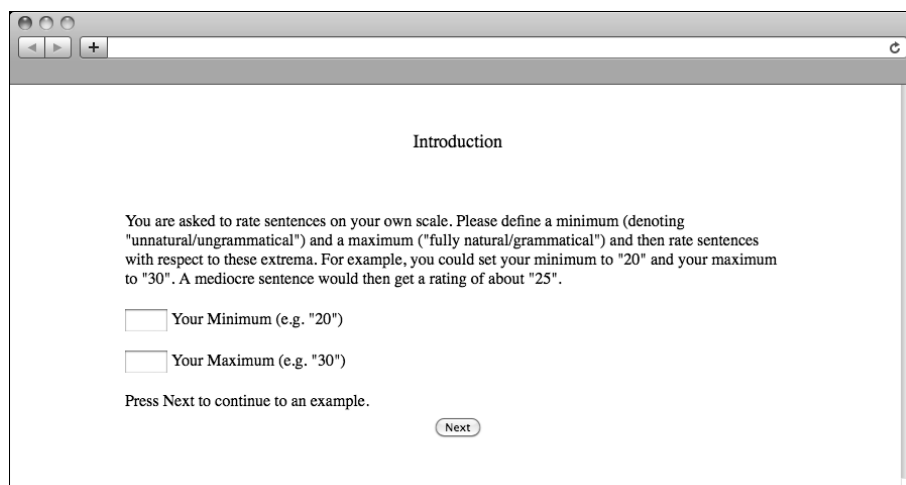 Introduction
You are asked to rate sentences on your own scale. Please define a minimum (denoting
"unnatural/ungrammatical") and a maximum ("fully natural/grammatical") and then rate sentences
with respect to these extrema. For example, you could set your minimum to "20" and your maximum
to "30". A mediocre sentence would then get a rating of about "25".
Your Minimum (e.g. "20")
Your Maximum (e.g. "30")
Press Next to continue to an example.
Next